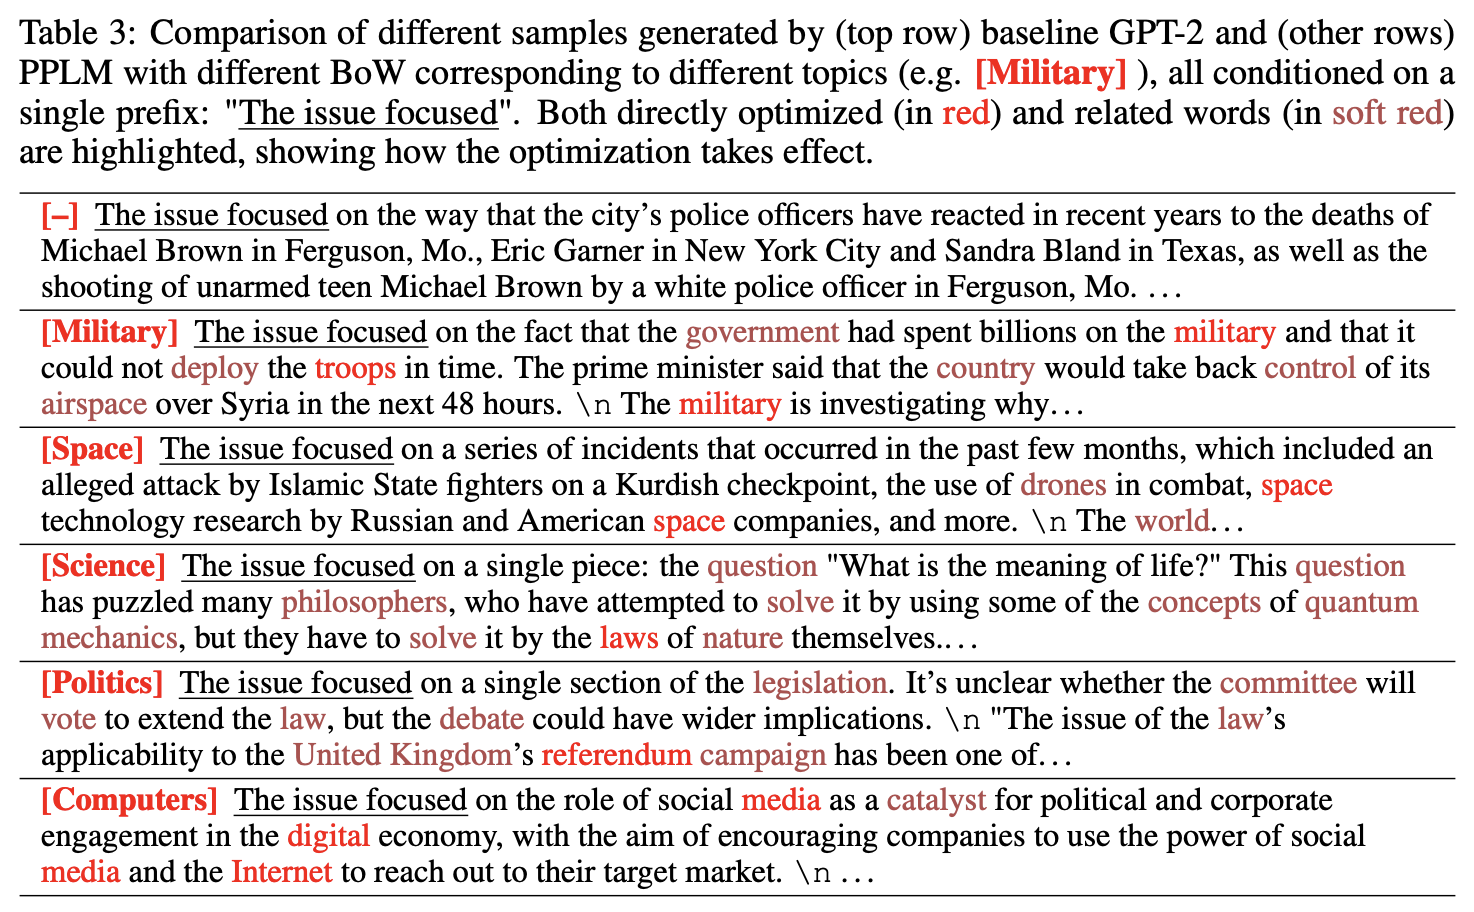 Table 3: Comparison of different samples generated by (top row) baseline GPT-2 and (other rows)
PPLM with different BoW corresponding to different topics (e.g. [Military] ), all conditioned on a
single prefix: "The issue focused". Both directly optimized (in red) and related words (in soft red)
are highlighted, showing how the optimization takes effect.
[–] The issue focused on the way that the city’s police officers have reacted in recent years to the deaths of
Michael Brown in Ferguson, Mo., Eric Garner in New York City and Sandra Bland in Texas, as well as the
shooting of unarmed teen Michael Brown by a white police officer in Ferguson, Mo. ...
[Military] The issue focused on the fact that the government had spent billions on the military and that it
could not deploy the troops in time. The prime minister said that the country would take back control of its
airspace over Syria in the next 48 hours. \n The military is investigating why...
[Space] The issue focused on a series of incidents that occurred in the past few months, which included an
alleged attack by Islamic State fighters on a Kurdish checkpoint, the use of drones in combat, space
technology research by Russian and American space companies, and more. \n The world...
[Science] The issue focused on a single piece: the question "What is the meaning of life?" This question
has puzzled many philosophers, who have attempted to solve it by using some of the concepts of quantum
mechanics, but they have to solve it by the laws of nature themselves....
[Politics] The issue focused on a single section of the legislation. It’s unclear whether the committee will
vote to extend the law, but the debate could have wider implications. \n "The issue of the law’s
applicability to the United Kingdom’s referendum campaign has been one of...
[Computers] The issue focused on the role of social media as a catalyst for political and corporate
engagement in the digital economy, with the aim of encouraging companies to use the power of social
media and the Internet to reach out to their target market. \n ...